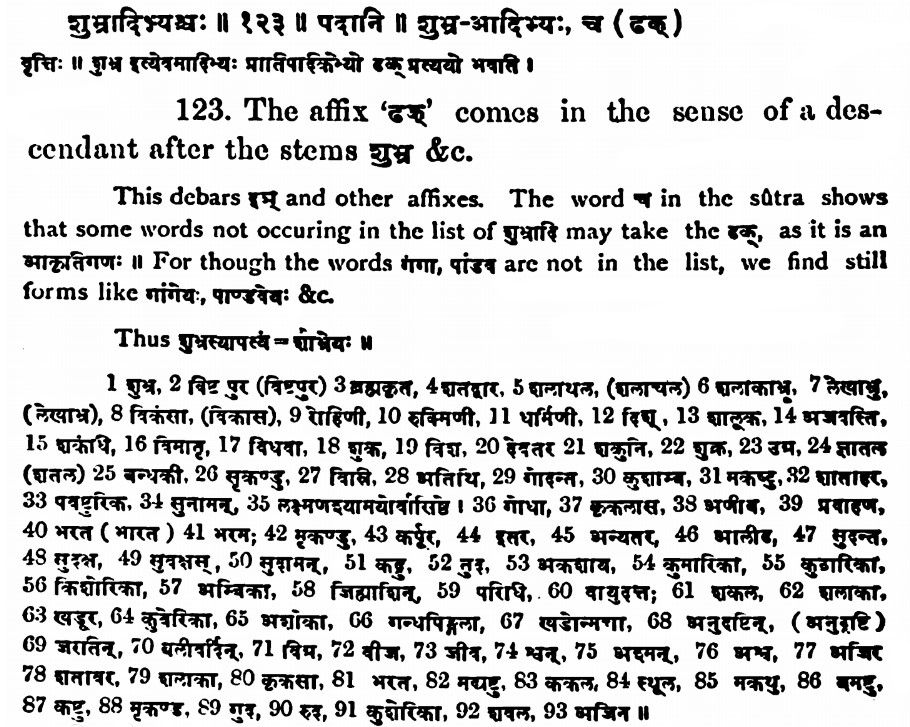 शुभ्रादिभ्यश्च ॥ १२३ ॥ पदानि ॥ शुभ्र-आदिभ्यः, च (ढक्)
वृत्तिः ॥ शुभ्र इत्येवमादिभ्यः प्रातिपदिकेभ्यो ढक् प्रत्ययो भवति ।
123. The affix 'ढक्' comes in the sense of a des-
cendant after the stems शुभ्र &c.
This debars इञ् and other affixes. The word च in the sûtra shows
that some words not occuring in the list of शुभ्रादि may take the ढक्, as it is an
आकृतिगणः ॥ For though the words गंगा, पांडव are not in the list, we find still
forms like गांगेयः, पाण्डवेयः &c.
Thus शुभ्रस्यापत्यं = शौभ्रेयः ॥
1 शुभ्र, 2 विष्ट पुर (विष्टपुर) 3 ब्रह्मकृत, 4 शतद्वार, 5 शलाथल, (शलाचल) 6 शलाकाभ्रू, 7 लेखाभ्रू,
(लेखाभ्र), 8 विकंसा, (विकास), 9 रोहिणी, 10 रुक्मिणी, 11 धर्मिणी, 12 दिश्, 13 शालूक, 14 अजवस्ति,
15 शकंधि, 16 विमातृ, 17 विधवा, 18 शुक्र, 19 विश, 20 देवतर 21 शकुनि, 22 शुक्र, 23 उग्र, 24 ज्ञातल
(शतल) 25 बन्धकी, 26 सृकण्डु, 27 विस्रि, 28 अतिथि, 29 गोदन्त, 30 कुशाम्ब, 31 मकष्टु, 32 शाताहर,
33 पवष्टुरिक, 34 सुनामन्, 35 लक्ष्मणश्यामयोर्वासिष्ठे । 36 गोधा, 37 कृकलास, 38 अणीव, 39 प्रवाहण,
40 भरत (भारत) 41 भरम; 42 मृकण्डु, 43 कर्पूर, 44 इतर, 45 अन्यतर, 46 आलीढ, 47 सुदन्त,
48 सुदक्ष, 49 सुवक्षस्, 50 सुदामन्, 51 कद्रु, 52 तुद, 53 अकशाय, 54 कुमारिका, 55 कुठारिका,
56 किशोरिका, 57 अम्बिका, 58 जिह्माशिन्, 59 परिधि, 60 वायुदत्त; 61 शकल, 62 शलाका,
63 खडूर, 64 कुवेरिका, 65 अशोका, 66 गन्धपिङ्गला, 67 खडोन्मत्ता, 68 अनुदृष्टिन्, (अनुदृष्टि)
69 जरतिन्, 70 बलीवर्दिन्, 71 विग्र, 72 वीज, 73 जीव, 74 श्वन्, 75 अश्मन्, 76 अश्व, 77 अजिर
78 शतावर, 79 शलाका, 80 कृकसा, 81 भरत, 82 मघष्टु, 83 कंकल, 84 स्थूल, 85 मकथु, 86 यमष्टु,
87 कष्टु, 88 मृकण्ड, 89 गुद, 90 रुद, 91 कुशेरिका, 92 शवल, 93 अजिन ॥